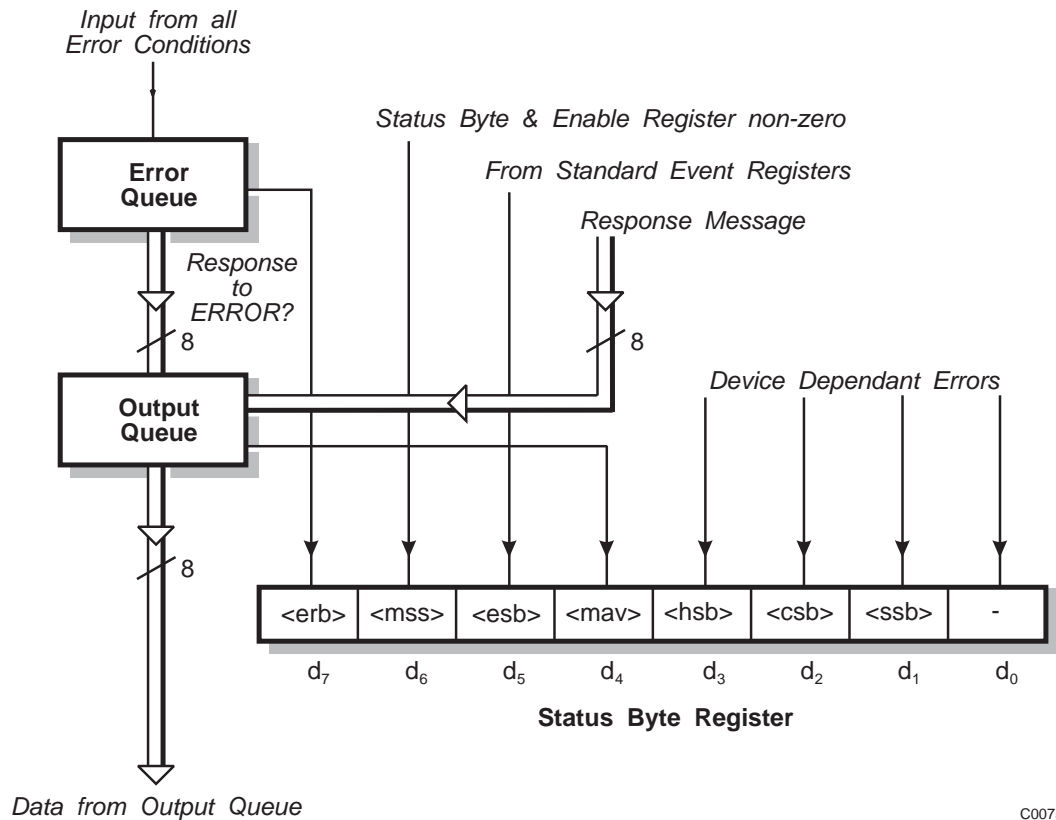 Input from all
Error Conditions
Status Byte & Enable Register non-zero
Error
Queue
From Standard Event Registers
Response Message
Response
to
ERROR?
8
8
Device Dependant Errors
Output
Queue
8
<erb> <mss> <esb> <mav> <hsb> <csb> <ssb> -
d₇ d₆ d₅ d₄ d₃ d₂ d₁ d₀
Status Byte Register
Data from Output Queue
C007